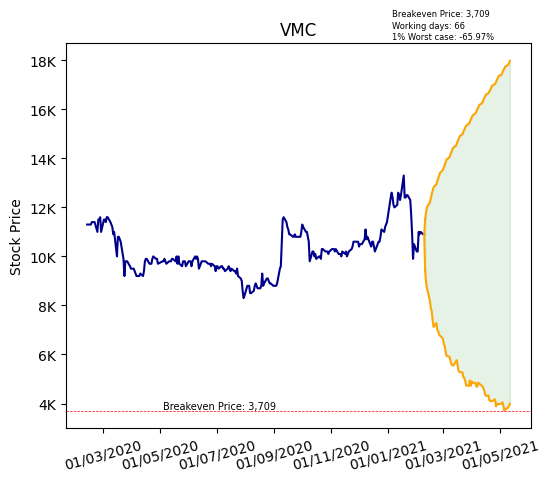 Breakeven Price: 3,709
Working days: 66
1% Worst case: -65.97%
VMC
Stock Price
18K
16K
14K
12K
10K
8K
6K
4K
Breakeven Price: 3,709
01/03/2020
01/05/2020
01/07/2020
01/09/2020
01/11/2020
01/01/2021
01/03/2021
01/05/2021